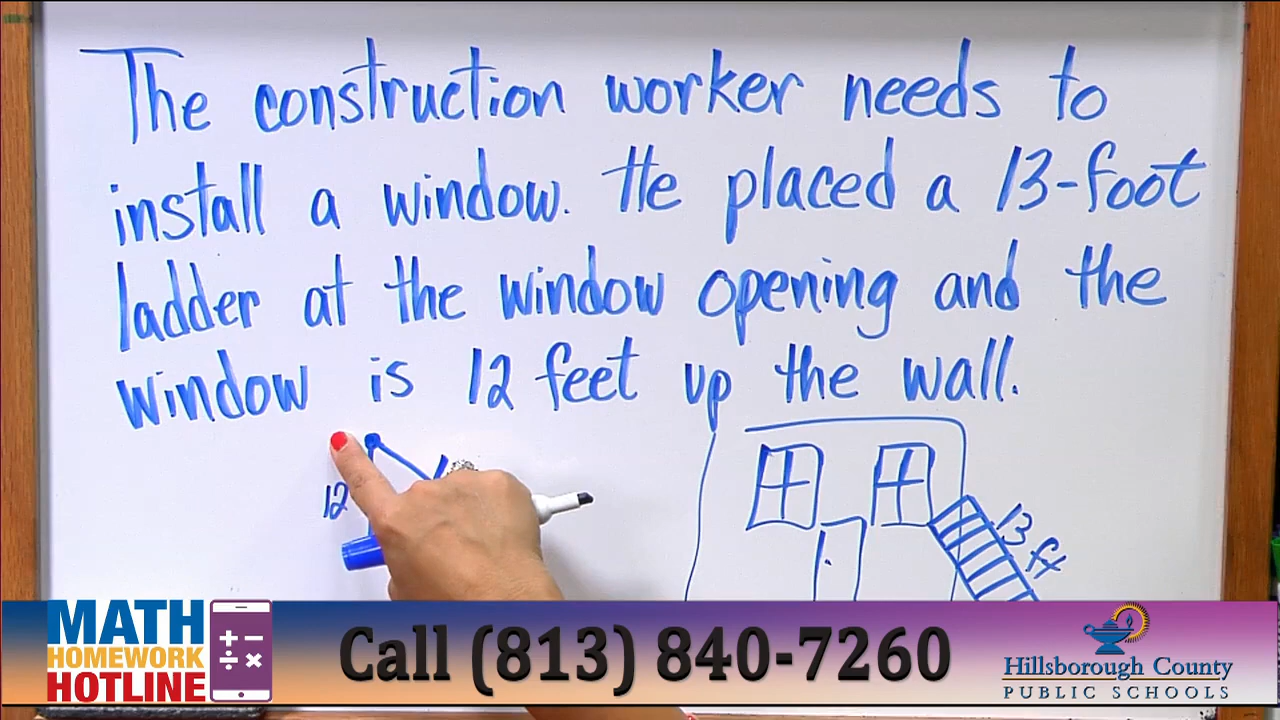 The construction worker needs to
install a window. He placed a 13-foot
ladder at the window opening and the
window is 12 feet up the wall.
12
13 ft
MATH
HOMEWORK
HOTLINE
Call (813) 840-7260
Hillsborough County
PUBLIC SCHOOLS